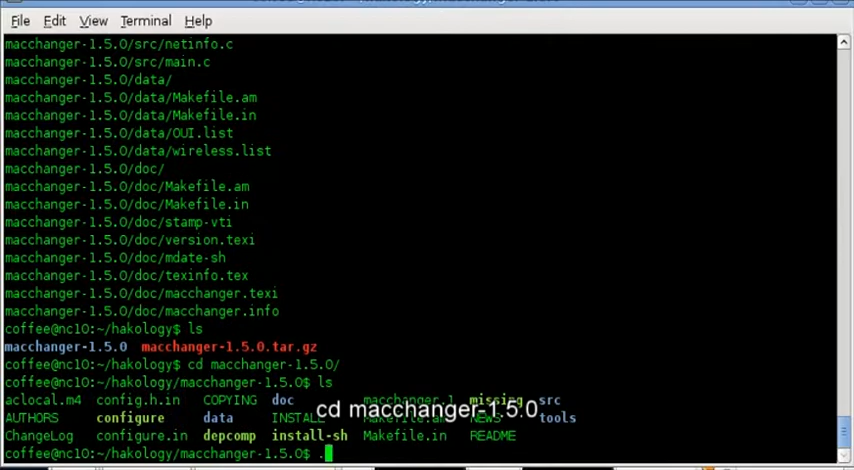 File Edit View Terminal Help
macchanger-1.5.0/src/netinfo.c
macchanger-1.5.0/src/main.c
macchanger-1.5.0/data/
macchanger-1.5.0/data/Makefile.am
macchanger-1.5.0/data/Makefile.in
macchanger-1.5.0/data/OUI.list
macchanger-1.5.0/data/wireless.list
macchanger-1.5.0/doc/
macchanger-1.5.0/doc/Makefile.am
macchanger-1.5.0/doc/Makefile.in
macchanger-1.5.0/doc/stamp-vti
macchanger-1.5.0/doc/version.texi
macchanger-1.5.0/doc/mdate-sh
macchanger-1.5.0/doc/texinfo.tex
macchanger-1.5.0/doc/macchanger.texi
macchanger-1.5.0/doc/macchanger.info
coffee@nc10:~/hakology$ ls
macchanger-1.5.0 macchanger-1.5.0.tar.gz
coffee@nc10:~/hakology$ cd macchanger-1.5.0/
coffee@nc10:~/hakology/macchanger-1.5.0$ ls
aclocal.m4 config.h.in COPYING doc macchanger.1 missing src
cd macchanger-1.5.0
AUTHORS configure data INSTALL Makefile.am NEWS tools
ChangeLog configure.in depcomp install-sh Makefile.in README
coffee@nc10:~/hakology/macchanger-1.5.0$ .